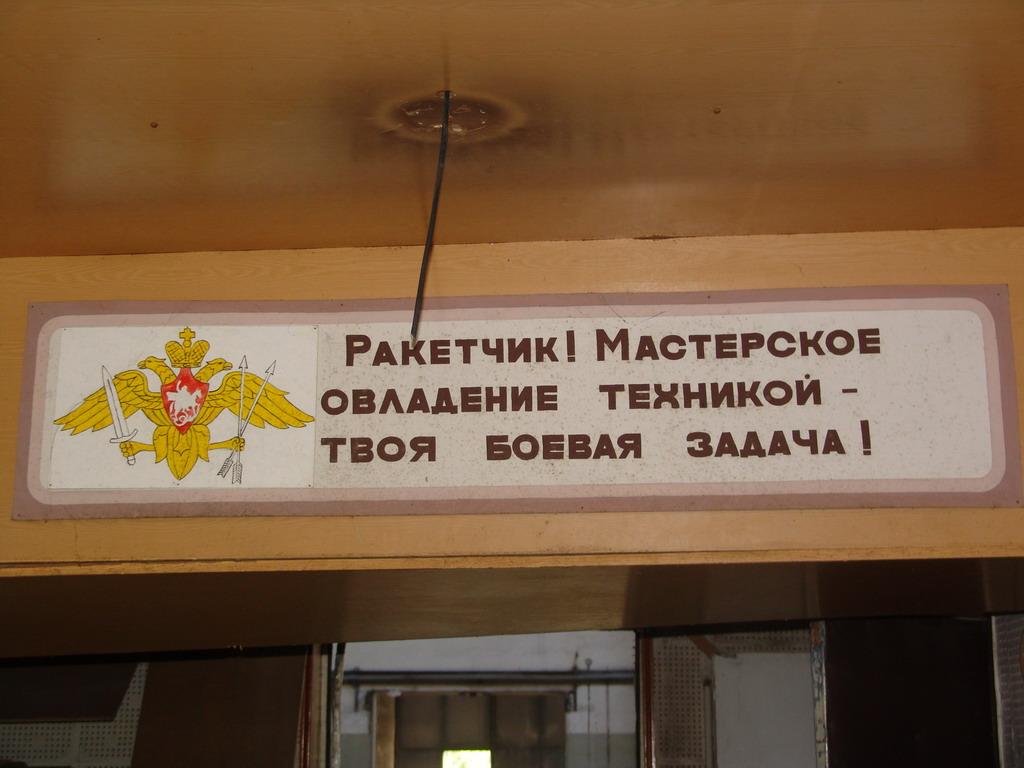 Ракетчик! Мастерское
овладение техникой -
твоя боевая задача!